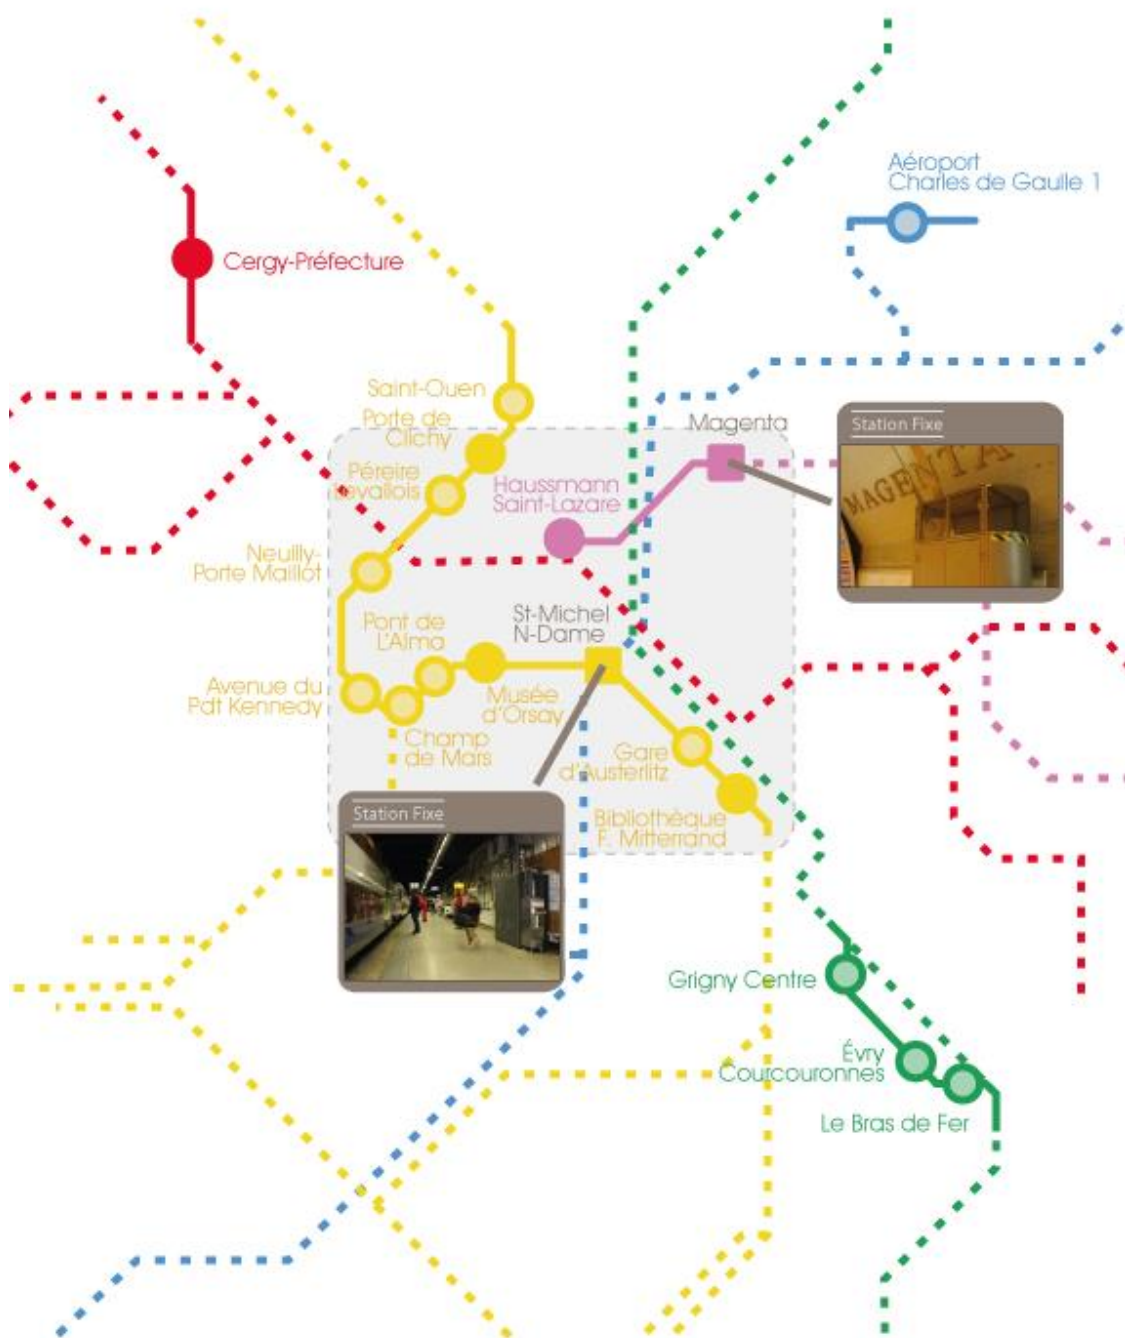 Aéroport
Charles de Gaulle 1
Cergy-Préfecture
Saint-Ouen
Porte de
Clichy
Péreire
Levallois
Magenta
Haussmann
Saint-Lazare
Station Fixe
MAGENTA
Neuilly-
Porte Maillot
Pont de
L'Alma
St-Michel
N-Dame
Avenue du
Pdt Kennedy
Musée
d'Orsay
Champ
de Mars
Gare
d'Austerlitz
Station Fixe
Bibliothèque
F. Mitterrand
Grigny Centre
Évry
Courcouronnes
Le Bras de Fer